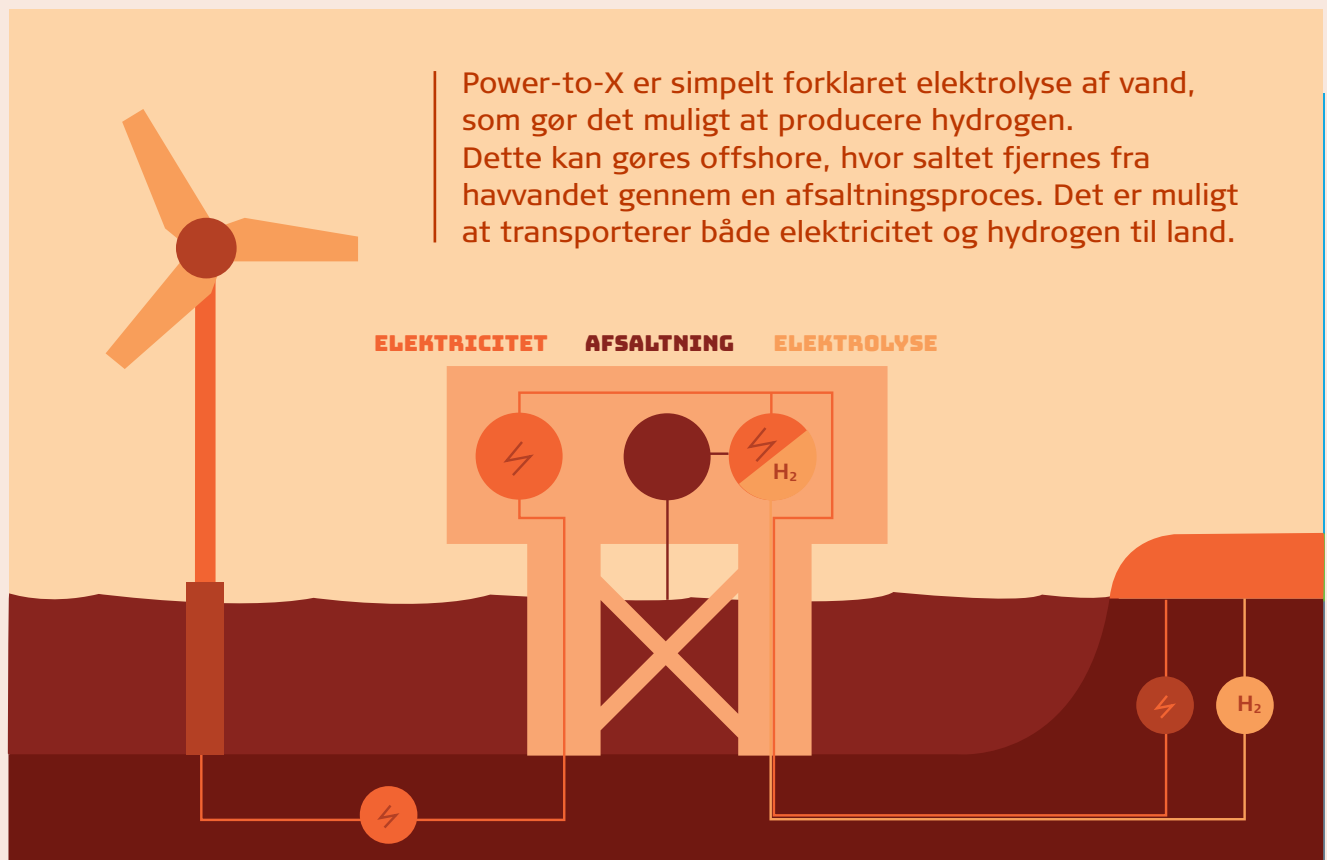 Power-to-X er simpelt forklaret elektrolyse af vand,
som gør det muligt at producere hydrogen.
Dette kan gøres offshore, hvor saltet fjernes fra
havvandet gennem en afsaltningsproces. Det er muligt
at transporterer både elektricitet og hydrogen til land.
ELEKTRICITET AFSALTNING ELEKTROLYSE
H₂
H₂